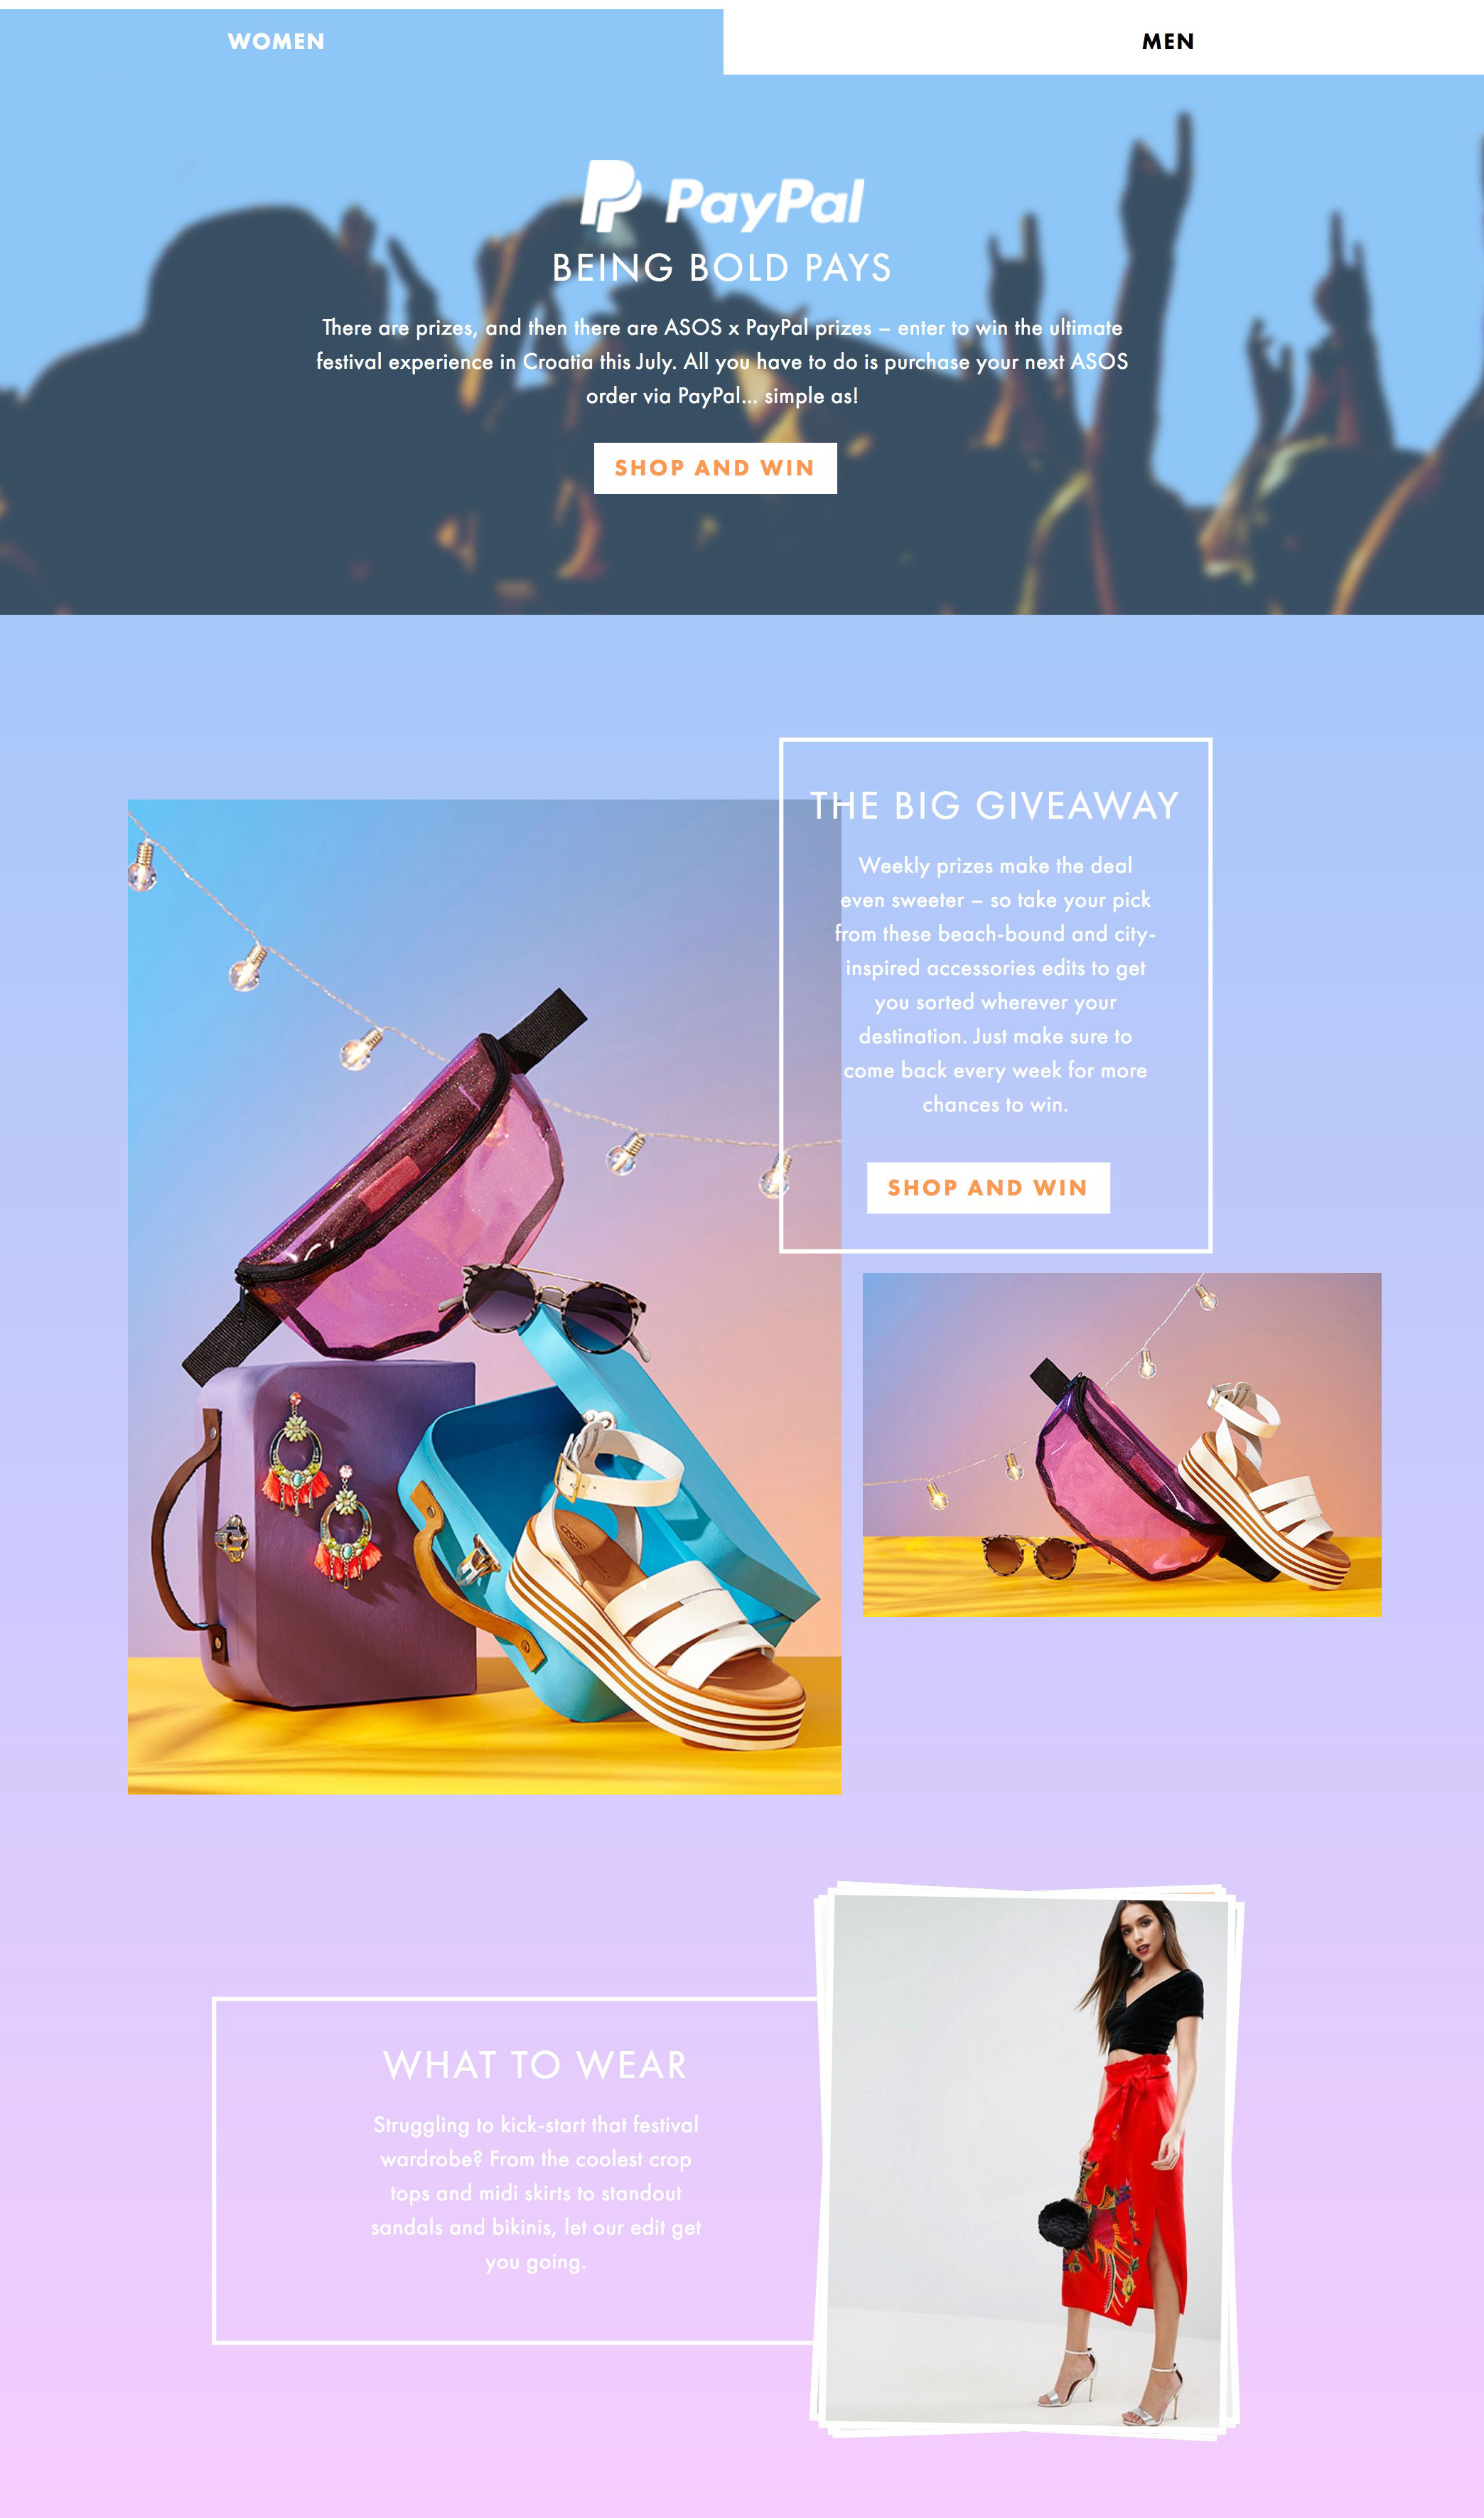 WOMEN
MEN
PayPal
BEING BOLD PAYS
There are prizes, and then there are ASOS x PayPal prizes – enter to win the ultimate
festival experience in Croatia this July. All you have to do is purchase your next ASOS
order via PayPal... simple as!
SHOP AND WIN
THE BIG GIVEAWAY
Weekly prizes make the deal
even sweeter – so take your pick
from these beach-bound and city-
inspired accessories edits to get
you sorted wherever your
destination. Just make sure to
come back every week for more
chances to win.
SHOP AND WIN
asos
WHAT TO WEAR
Struggling to kick-start that festival
wardrobe? From the coolest crop
tops and midi skirts to standout
sandals and bikinis, let our edit get
you going.